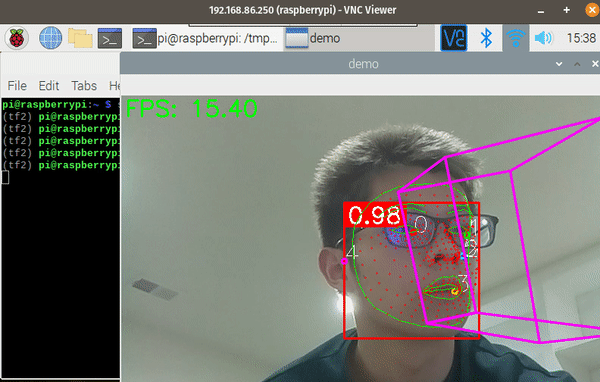 192.168.86.250 (raspberrypi) - VNC Viewer
pi@raspberrypi: /tmp... demo 15:38
demo
File Edit Tabs He
pi@raspberrypi:~ $ s
(tf2) pi@raspberrypi
(tf2) pi@raspberrypi
(tf2) pi@raspberrypi
(tf2) pi@raspberrypi
(tf2) pi@raspberrypi
FPS: 15.40
0.98
0
1
2
4
3